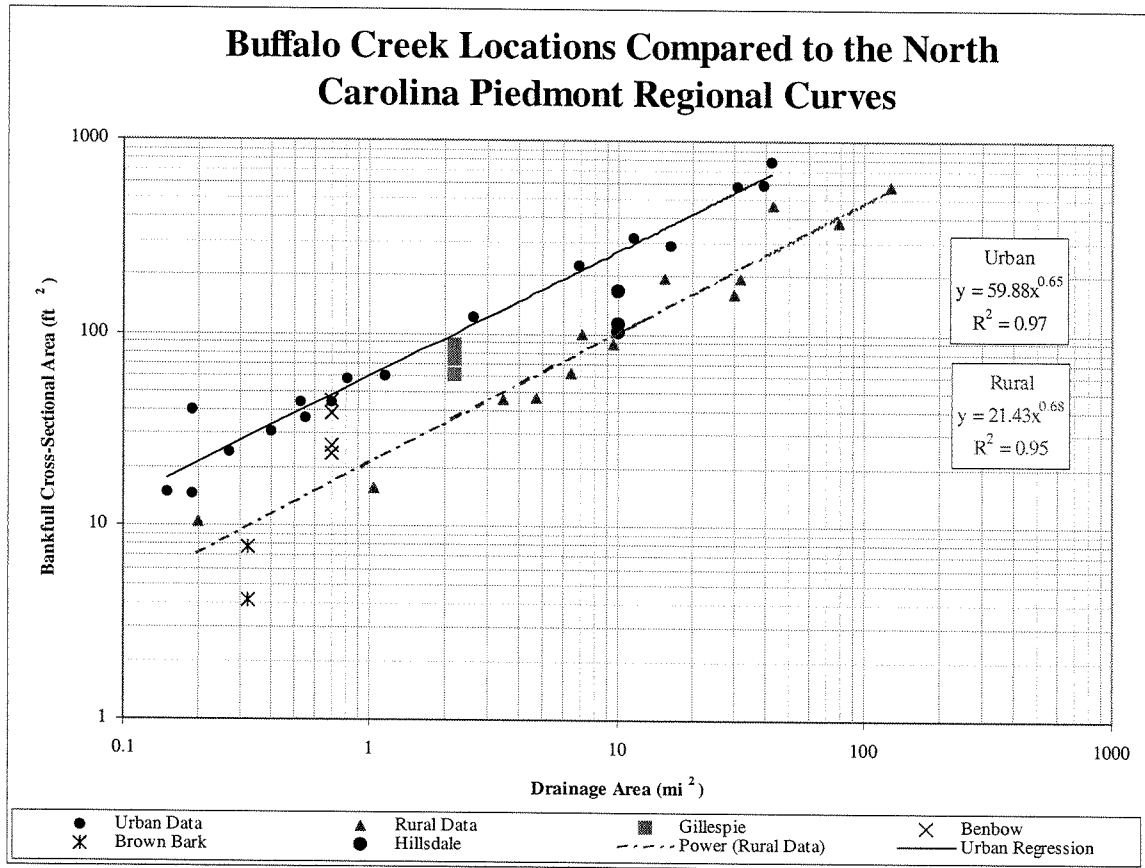 Buffalo Creek Locations Compared to the North
Carolina Piedmont Regional Curves
1000
100
10
1
Bankfull Cross-Sectional Area (ft ²)
0.1
1
10
100
1000
Drainage Area (mi ²)
Urban
y = 59.88x^0.65
R² = 0.97
Rural
y = 21.43x^0.68
R² = 0.95
Urban Data
Rural Data
Gillespie
Benbow
Brown Bark
Hillsdale
Power (Rural Data)
Urban Regression